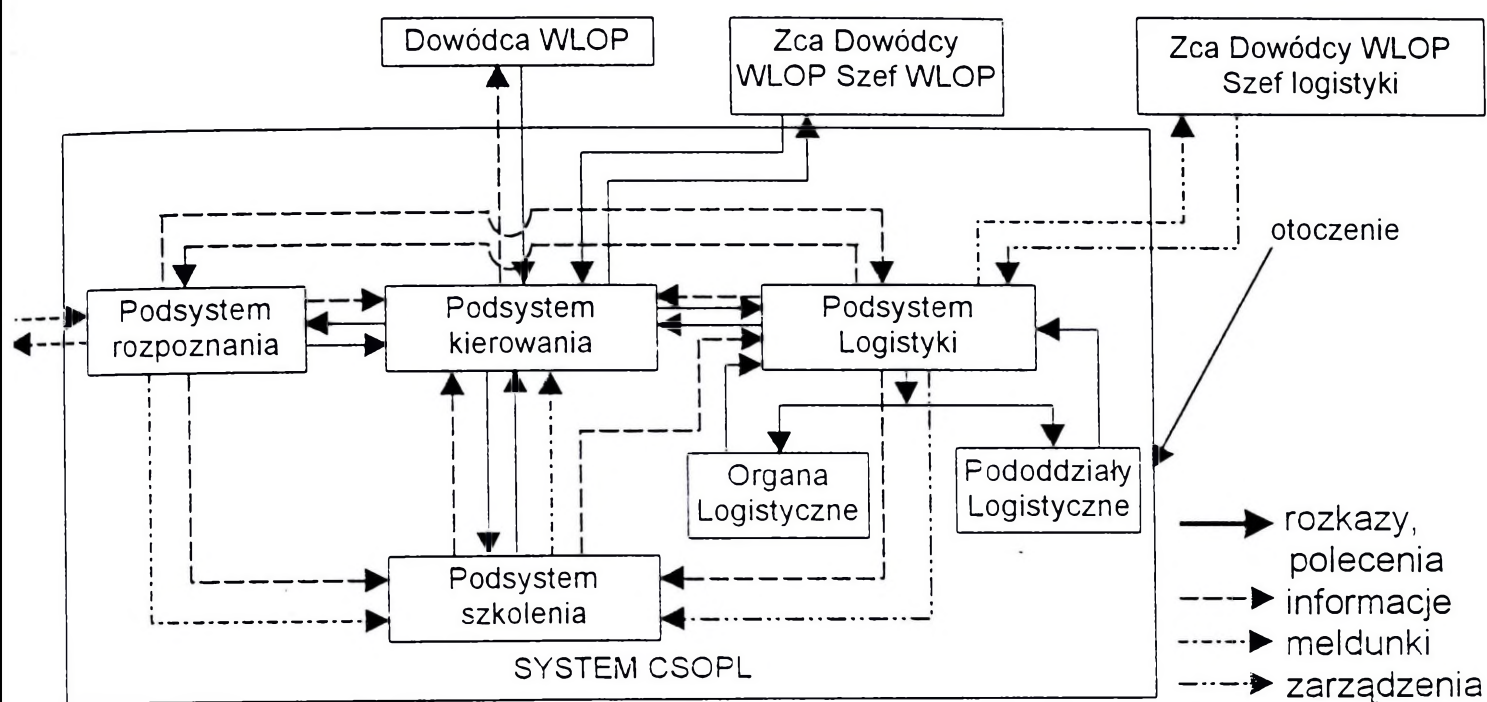 Dowódca WLOP
Zca Dowódcy
WLOP Szef WLOP
Zca Dowódcy WLOP
Szef logistyki
otoczenie
Podsystem
rozpoznania
Podsystem
kierowania
Podsystem
Logistyki
Organa
Logistyczne
Pododdziały
Logistyczne
Podsystem
szkolenia
SYSTEM CSOPL
rozkazy,
polecenia
informacje
meldunki
zarządzenia